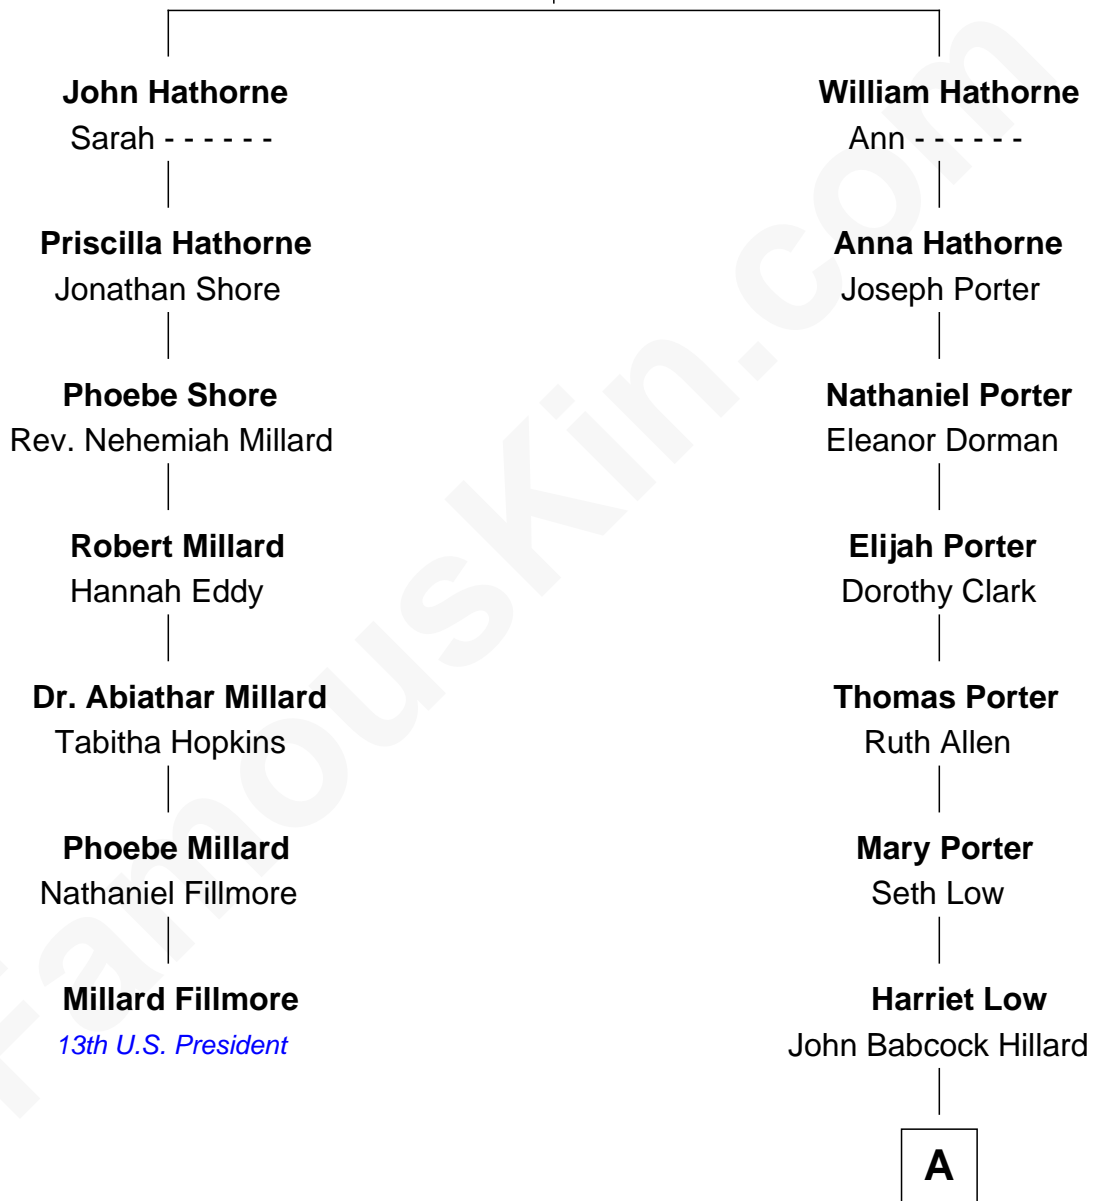 John Hathorne
Sarah - - - - - -
Priscilla Hathorne
Jonathan Shore
Phoebe Shore
Rev. Nehemiah Millard
Robert Millard
Hannah Eddy
Dr. Abiathar Millard
Tabitha Hopkins
Phoebe Millard
Nathaniel Fillmore
Millard Fillmore
13th U.S. President
William Hathorne
Ann - - - - - -
Anna Hathorne
Joseph Porter
Nathaniel Porter
Eleanor Dorman
Elijah Porter
Dorothy Clark
Thomas Porter
Ruth Allen
Mary Porter
Seth Low
Harriet Low
John Babcock Hillard
A
FamousKin.com